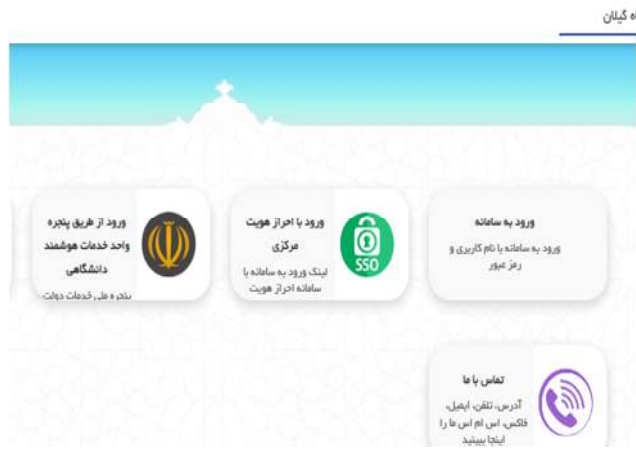 ه گیلان
ورود به سامانه
ورود به سامانه با نام کاربری و
رمز عبور
ورود با احراز هویت
مرکزی
لینک ورود به سامانه با
سامانه احراز هویت
SSO
ورود از طریق پنجره
واحد خدمات هوشمند
دانشگاهی
پنجره ملی خدمات دولت
تماس با ما
آدرس، تلفن، ایمیل،
فاکس، اس ام اس ما را
اینجا ببینید